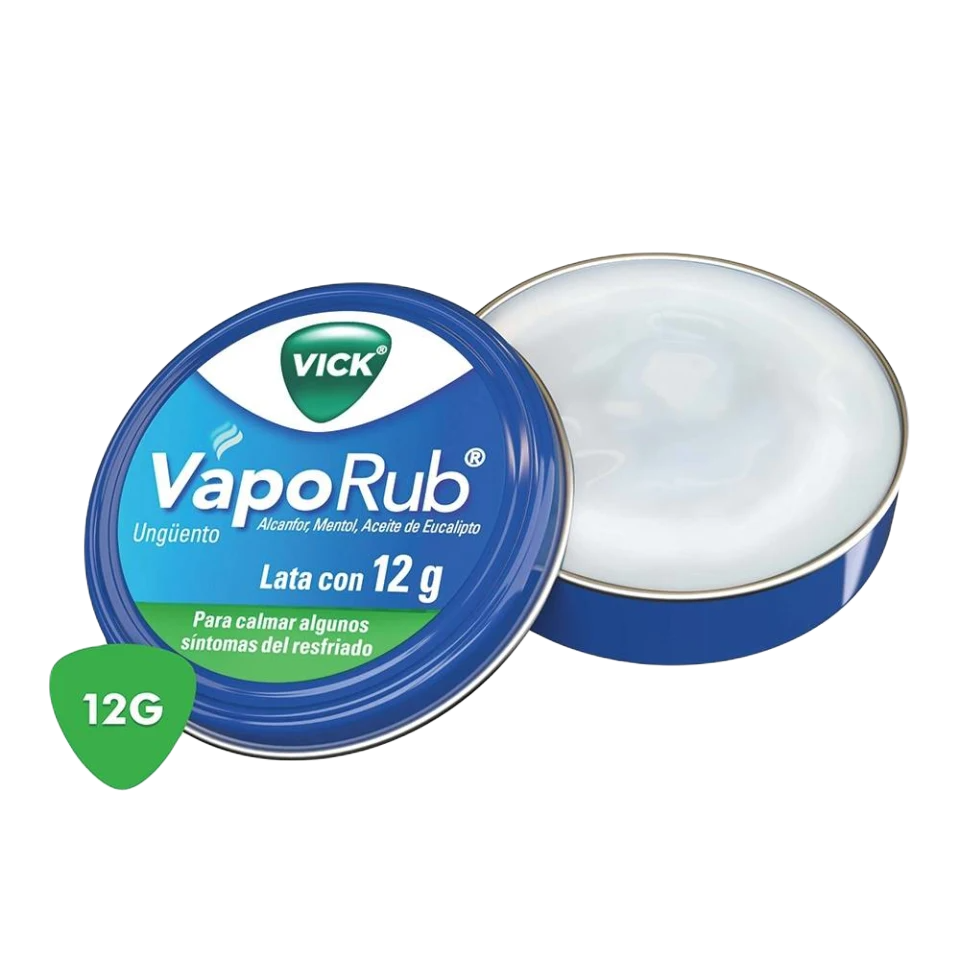 VICK®
VapoRub®
Alcanfor, Mentol, Aceite de Eucalipto
Ungüento
Lata con 12 g
Para calmar algunos
síntomas del resfriado
12G